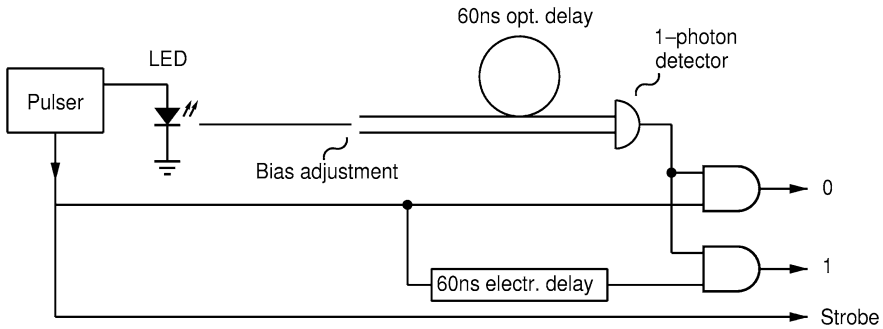 60ns opt. delay
1–photon
detector
LED
Pulser
Bias adjustment
0
60ns electr. delay
1
Strobe